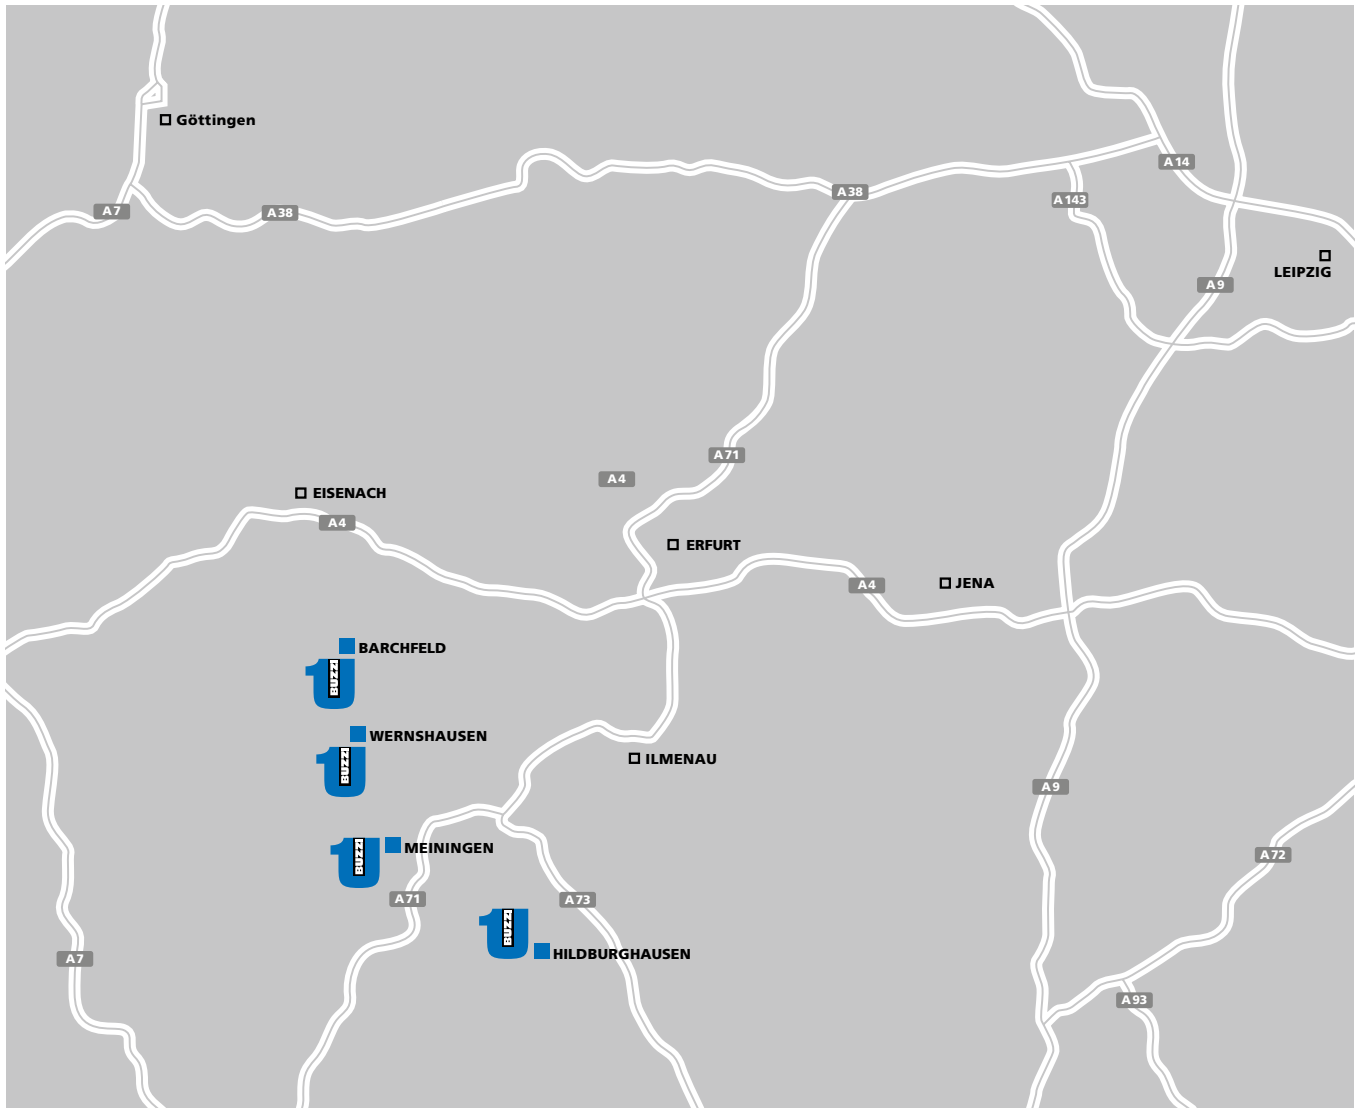 Göttingen
A14
A38
A143
A7
A38
LEIPZIG
A9
A71
A4
EISENACH
A4
ERFURT
A4
JENA
BARCHFELD
BUZZI
WERNSHAUSEN
BUZZI
ILMENAU
A9
MEININGEN
BUZZI
A72
A71
A73
BUZZI
HILDBURGHAUSEN
A7
A93